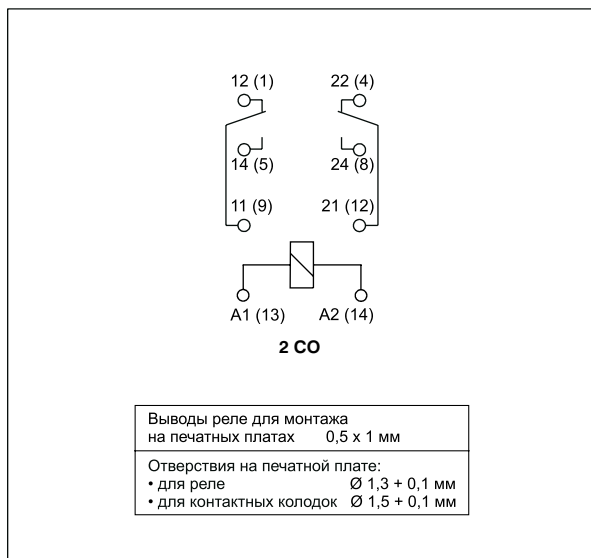 12 (1) 22 (4)
14 (5) 24 (8)
11 (9) 21 (12)
A1 (13) A2 (14)
2 CO
Выводы реле для монтажа
на печатных платах 0,5 x 1 мм
Отверстия на печатной плате:
• для реле Ø 1,3 + 0,1 мм
• для контактных колодок Ø 1,5 + 0,1 мм